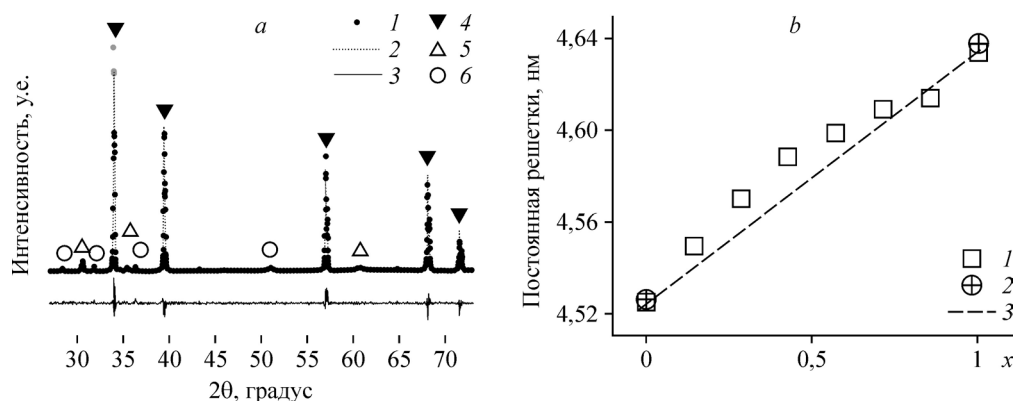 a
1 4
2 5
3 6
Интенсивность, у.е.
30 35 40 45 50 55 60 65 70
2θ, градус
b
4,64
4,60
4,56
4,52
Постоянная решетки, нм
1
2
3
0 0,5 1 x